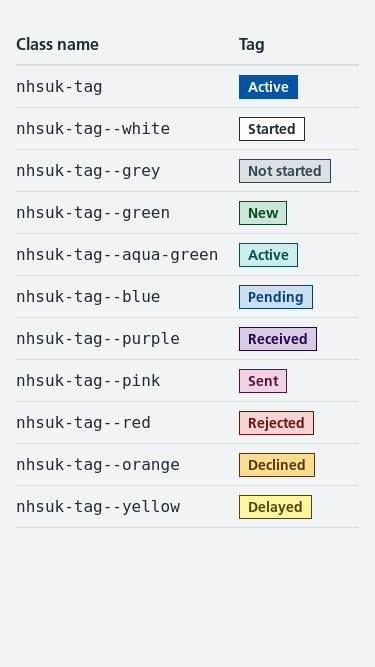 Class name Tag
nhsuk-tag Active
nhsuk-tag--white Started
nhsuk-tag--grey Not started
nhsuk-tag--green New
nhsuk-tag--aqua-green Active
nhsuk-tag--blue Pending
nhsuk-tag--purple Received
nhsuk-tag--pink Sent
nhsuk-tag--red Rejected
nhsuk-tag--orange Declined
nhsuk-tag--yellow Delayed